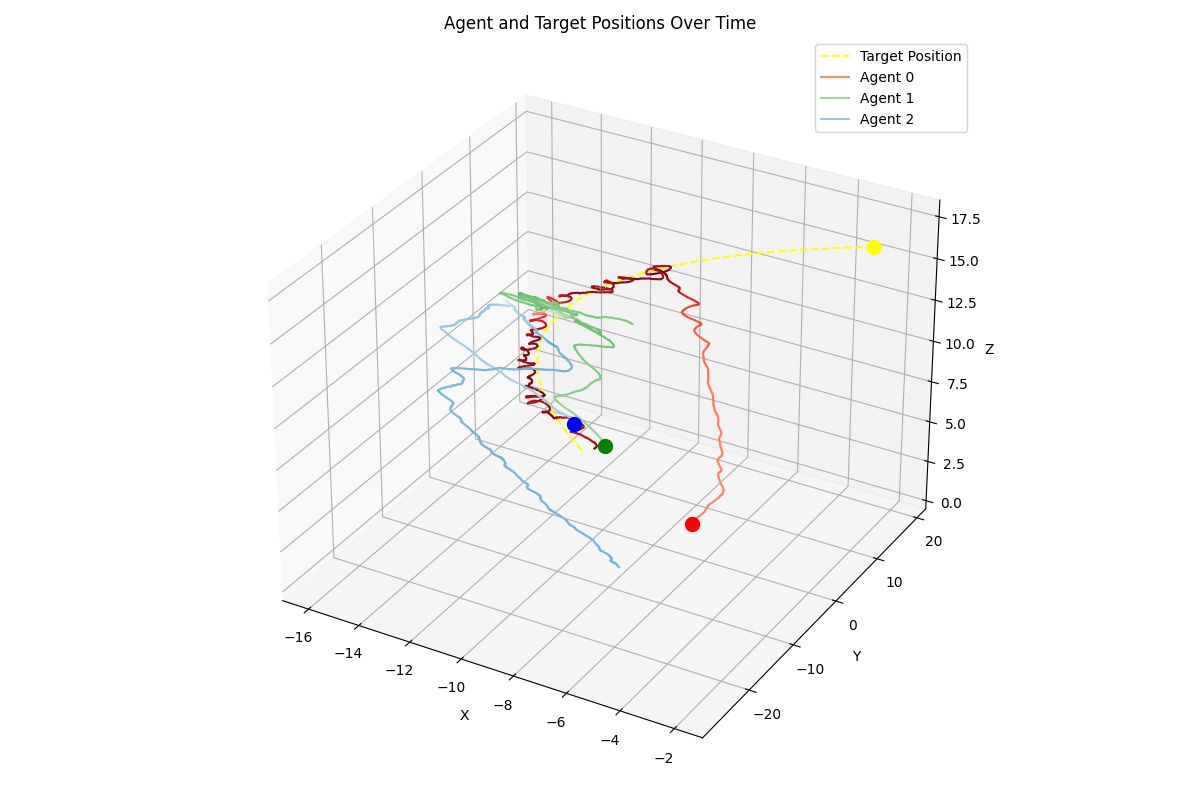 Agent and Target Positions Over Time
Target Position
Agent 0
Agent 1
Agent 2
17.5
15.0
12.5
10.0
7.5
5.0
2.5
0.0
Z
20
10
0
−10
−20
Y
−16
−14
−12
−10
−8
−6
−4
−2
X